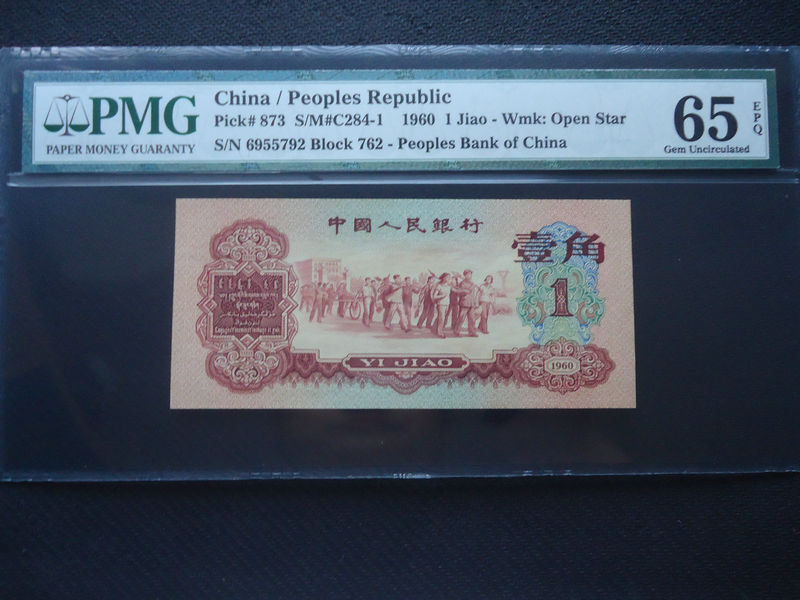 PMG
PAPER MONEY GUARANTY
China / Peoples Republic
Pick# 873 S/M#C284-1 1960 1 Jiao - Wmk: Open Star
S/N 6955792 Block 762 - Peoples Bank of China
65
EPQ
Gem Uncirculated
中國人民銀行
壹角
1
YI JIAO
1960